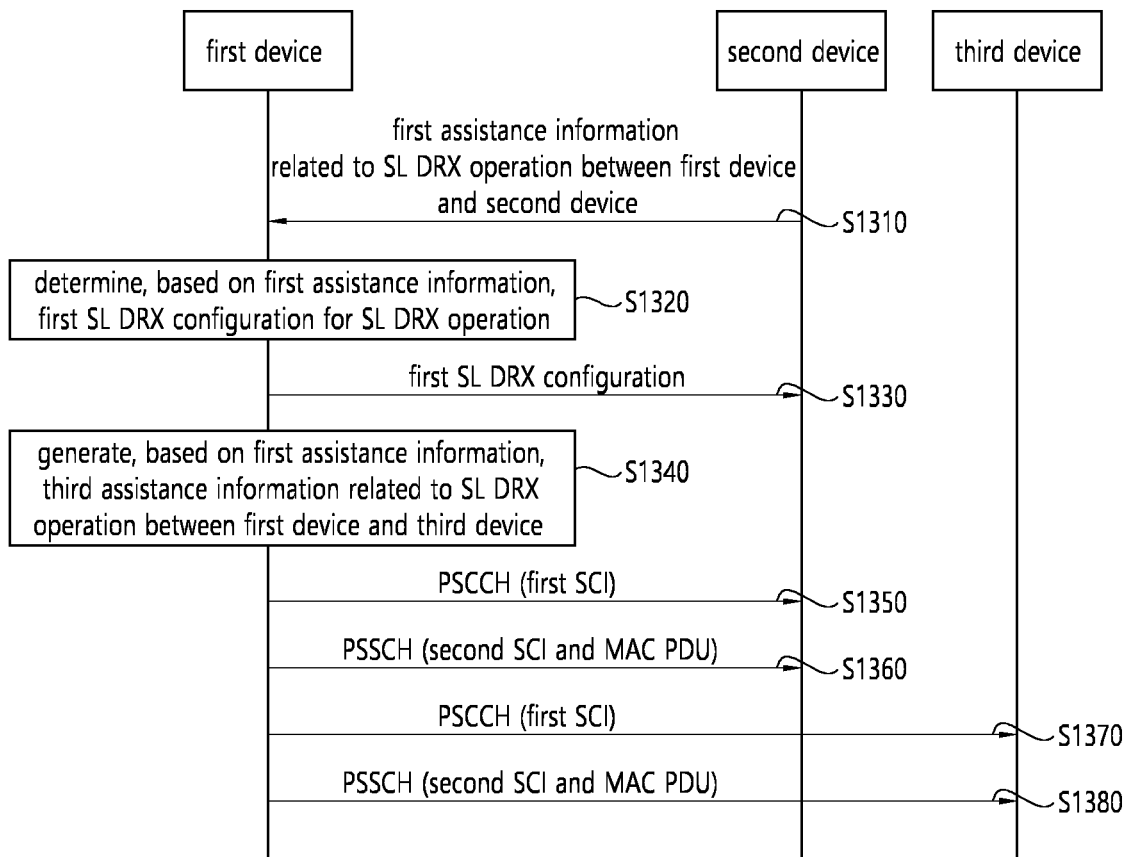 first device
second device
third device
first assistance information
related to SL DRX operation between first device
and second device
S1310
determine, based on first assistance information,
first SL DRX configuration for SL DRX operation
S1320
first SL DRX configuration
S1330
generate, based on first assistance information,
third assistance information related to SL DRX
operation between first device and third device
S1340
PSCCH (first SCI)
S1350
PSSCH (second SCI and MAC PDU)
S1360
PSCCH (first SCI)
S1370
PSSCH (second SCI and MAC PDU)
S1380